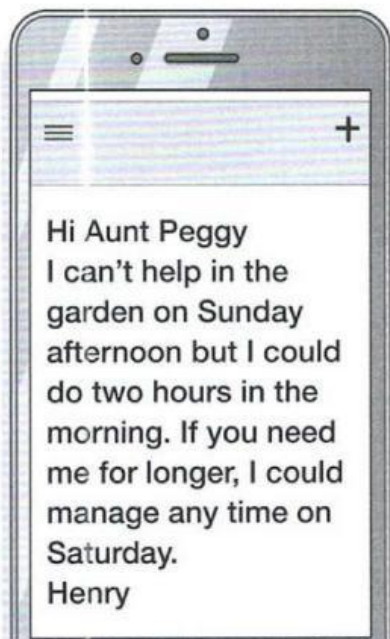 Hi Aunt Peggy
I can't help in the
garden on Sunday
afternoon but I could
do two hours in the
morning. If you need
me for longer, I could
manage any time on
Saturday.
Henry